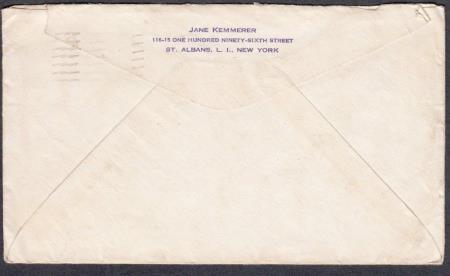 JANE KEMMERER
116-15 ONE HUNDRED NINETY-SIXTH STREET
ST. ALBANS, L. I., NEW YORK